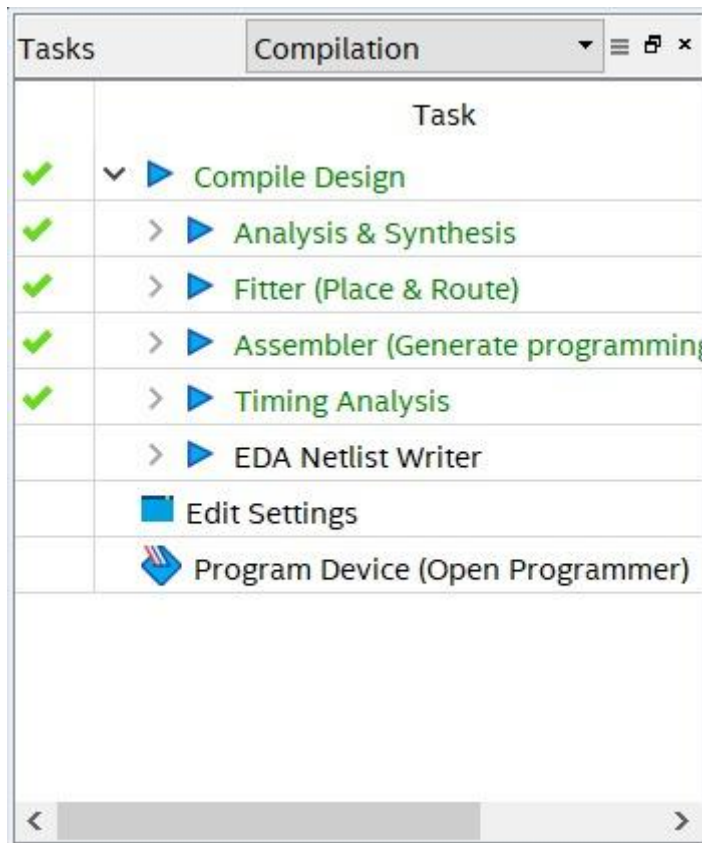 Tasks Compilation
Task
Compile Design
Analysis & Synthesis
Fitter (Place & Route)
Assembler (Generate programming
Timing Analysis
EDA Netlist Writer
Edit Settings
Program Device (Open Programmer)